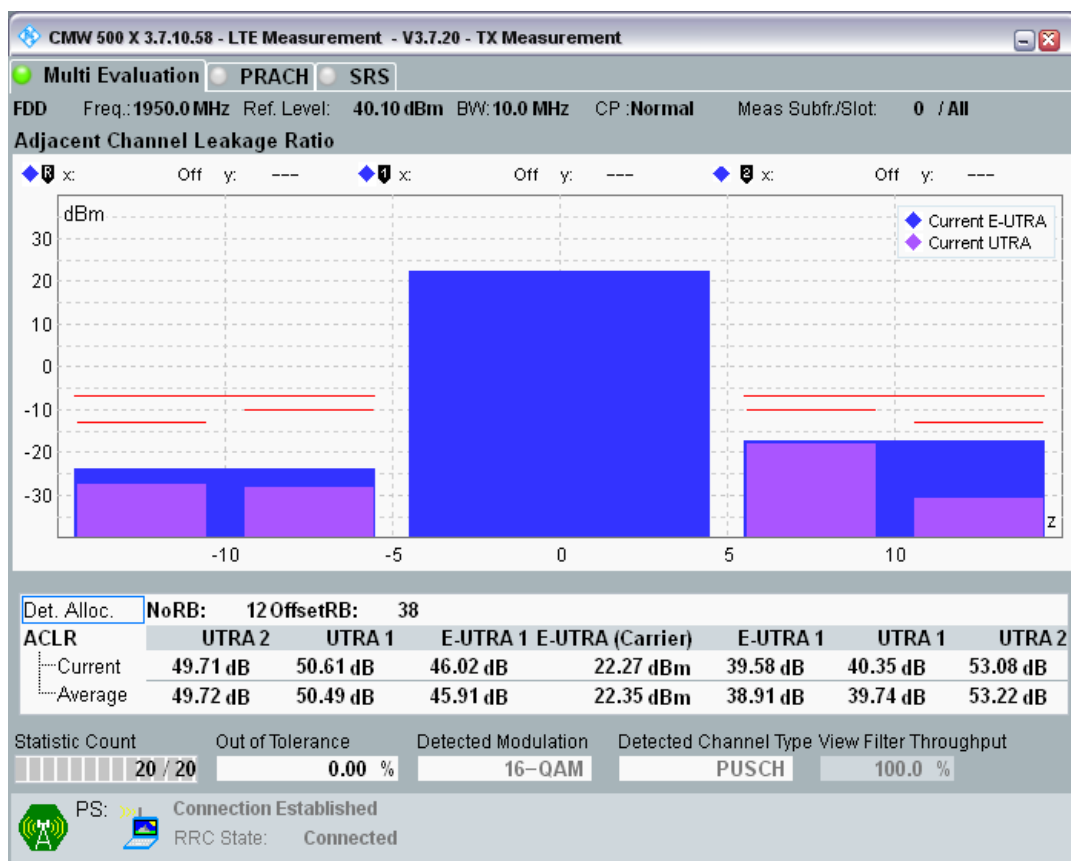 CMW 500 X 3.7.10.58 - LTE Measurement - V3.7.20 - TX Measurement
Multi Evaluation PRACH SRS
FDD Freq.: 1950.0 MHz Ref. Level: 40.10 dBm BW: 10.0 MHz CP : Normal Meas Subfr./Slot: 0 / All
Adjacent Channel Leakage Ratio
R x: Off y: --- 1 x: Off y: --- 2 x: Off y: ---
dBm
Current E-UTRA
Current UTRA
30
20
10
0
-10
-20
-30
z
-10 -5 0 5 10
Det. Alloc. NoRB: 12 OffsetRB: 38
ACLR UTRA 2 UTRA 1 E-UTRA 1 E-UTRA (Carrier) E-UTRA 1 UTRA 1 UTRA 2
Current 49.71 dB 50.61 dB 46.02 dB 22.27 dBm 39.58 dB 40.35 dB 53.08 dB
Average 49.72 dB 50.49 dB 45.91 dB 22.35 dBm 38.91 dB 39.74 dB 53.22 dB
Statistic Count Out of Tolerance Detected Modulation Detected Channel Type View Filter Throughput
20 / 20 0.00 % 16-QAM PUSCH 100.0 %
PS: Connection Established
RRC State: Connected